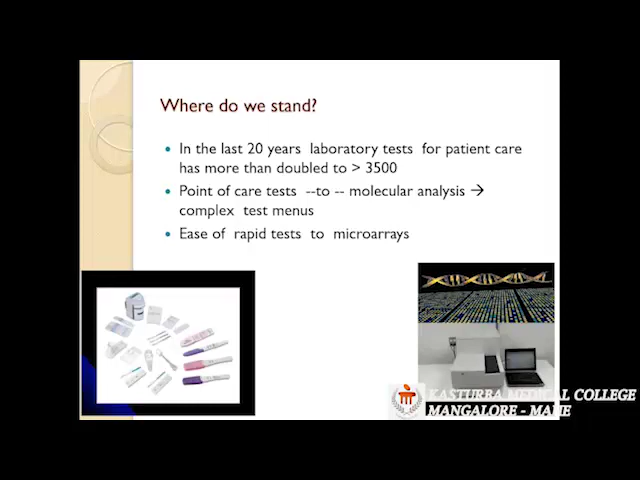 Where do we stand?
In the last 20 years laboratory tests for patient care
has more than doubled to > 3500
Point of care tests --to -- molecular analysis →
complex test menus
Ease of rapid tests to microarrays
KASTURBA MEDICAL COLLEGE
MANGALORE - MAHE